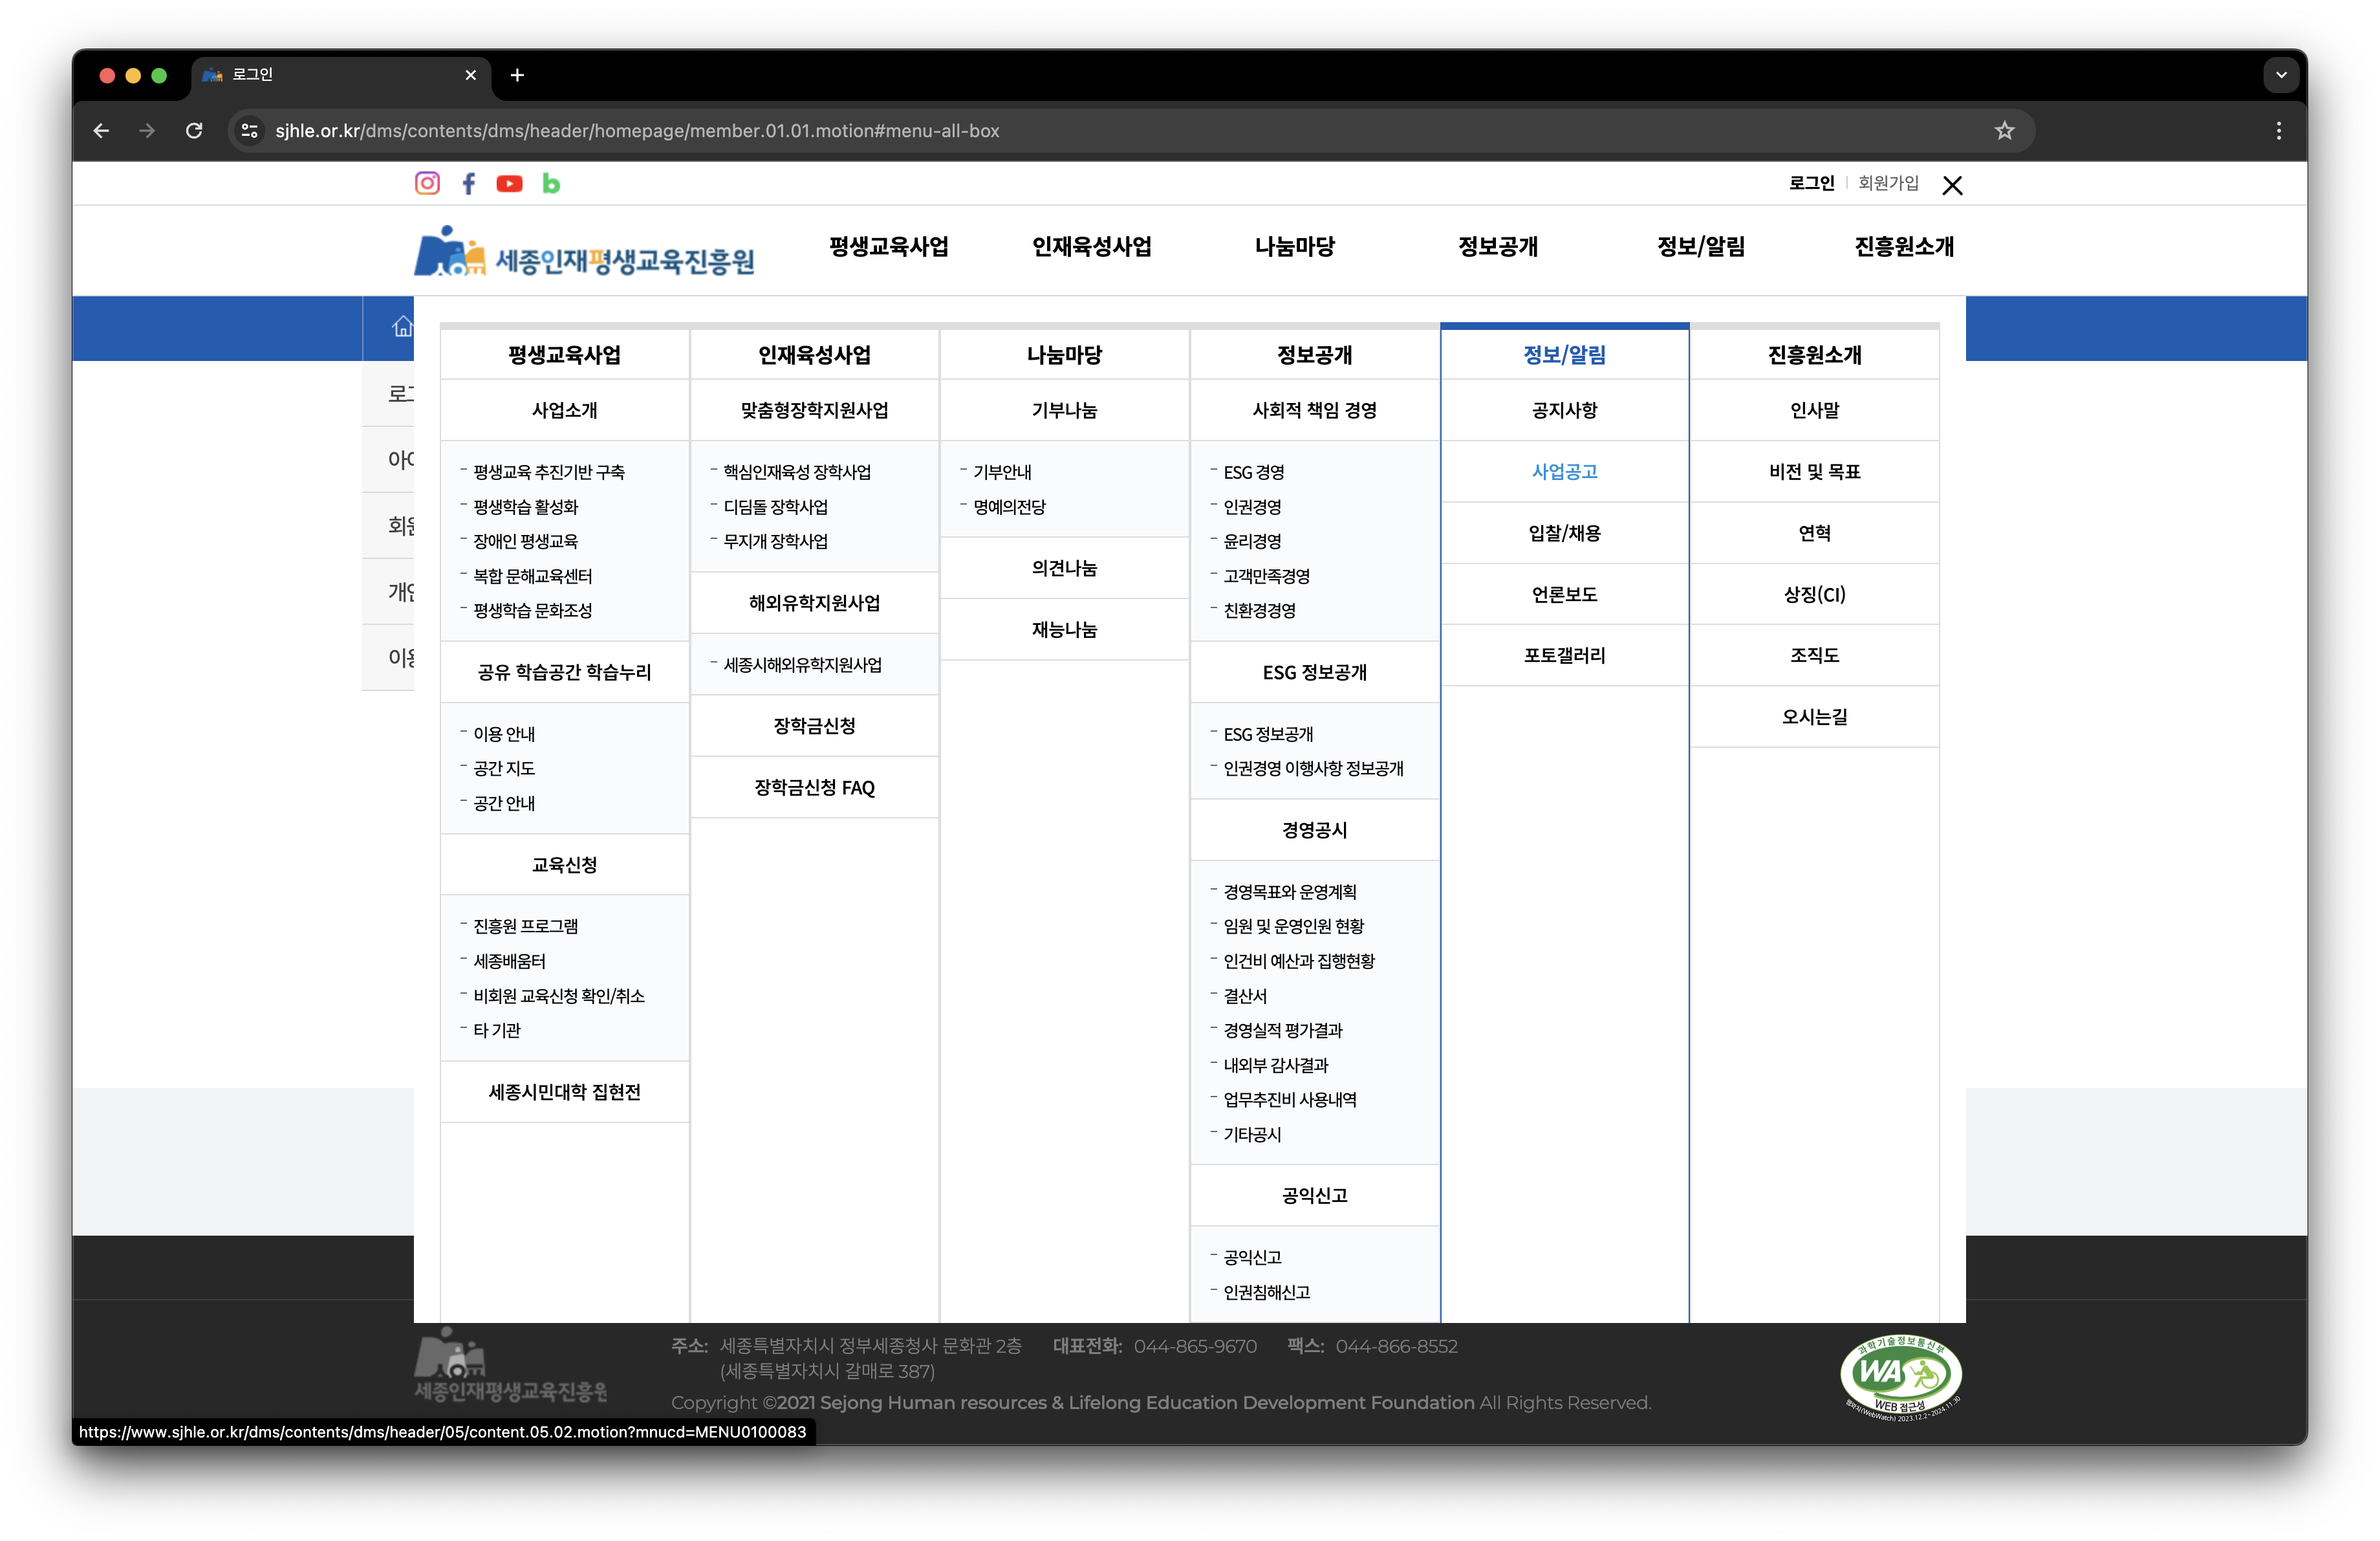 로그인
sjhle.or.kr/dms/contents/dms/header/homepage/member.01.01.motion#menu-all-box
로그인 회원가입
세종인재평생교육진흥원
평생교육사업 인재육성사업 나눔마당 정보공개 정보/알림 진흥원소개
로그
아이
회원
개인
이용
평생교육사업
사업소개
- 평생교육 추진기반 구축
- 평생학습 활성화
- 장애인 평생교육
- 복합 문해교육센터
- 평생학습 문화조성
공유 학습공간 학습누리
- 이용 안내
- 공간 지도
- 공간 안내
교육신청
- 진흥원 프로그램
- 세종배움터
- 비회원 교육신청 확인/취소
- 타 기관
세종시민대학 집현전
인재육성사업
맞춤형장학지원사업
- 핵심인재육성 장학사업
- 디딤돌 장학사업
- 무지개 장학사업
해외유학지원사업
- 세종시해외유학지원사업
장학금신청
장학금신청 FAQ
나눔마당
기부나눔
- 기부안내
- 명예의전당
의견나눔
재능나눔
정보공개
사회적 책임 경영
- ESG 경영
- 인권경영
- 윤리경영
- 고객만족경영
- 친환경경영
ESG 정보공개
- ESG 정보공개
- 인권경영 이행사항 정보공개
경영공시
- 경영목표와 운영계획
- 임원 및 운영인원 현황
- 인건비 예산과 집행현황
- 결산서
- 경영실적 평가결과
- 내외부 감사결과
- 업무추진비 사용내역
- 기타공시
공익신고
- 공익신고
- 인권침해신고
정보/알림
공지사항
사업공고
입찰/채용
언론보도
포토갤러리
진흥원소개
인사말
비전 및 목표
연혁
상징(CI)
조직도
오시는길
세종인재평생교육진흥원
주소: 세종특별자치시 정부세종청사 문화관 2층 대표전화: 044-865-9670 팩스: 044-866-8552
(세종특별자치시 갈매로 387)
Copyright ©2021 Sejong Human resources & Lifelong Education Development Foundation All Rights Reserved.
과학기술정보통신부
WA
WEB 접근성
(WebWatch) 2023.12.2~2024.11.30
https://www.sjhle.or.kr/dms/contents/dms/header/05/content.05.02.motion?mnucd=MENU0100083